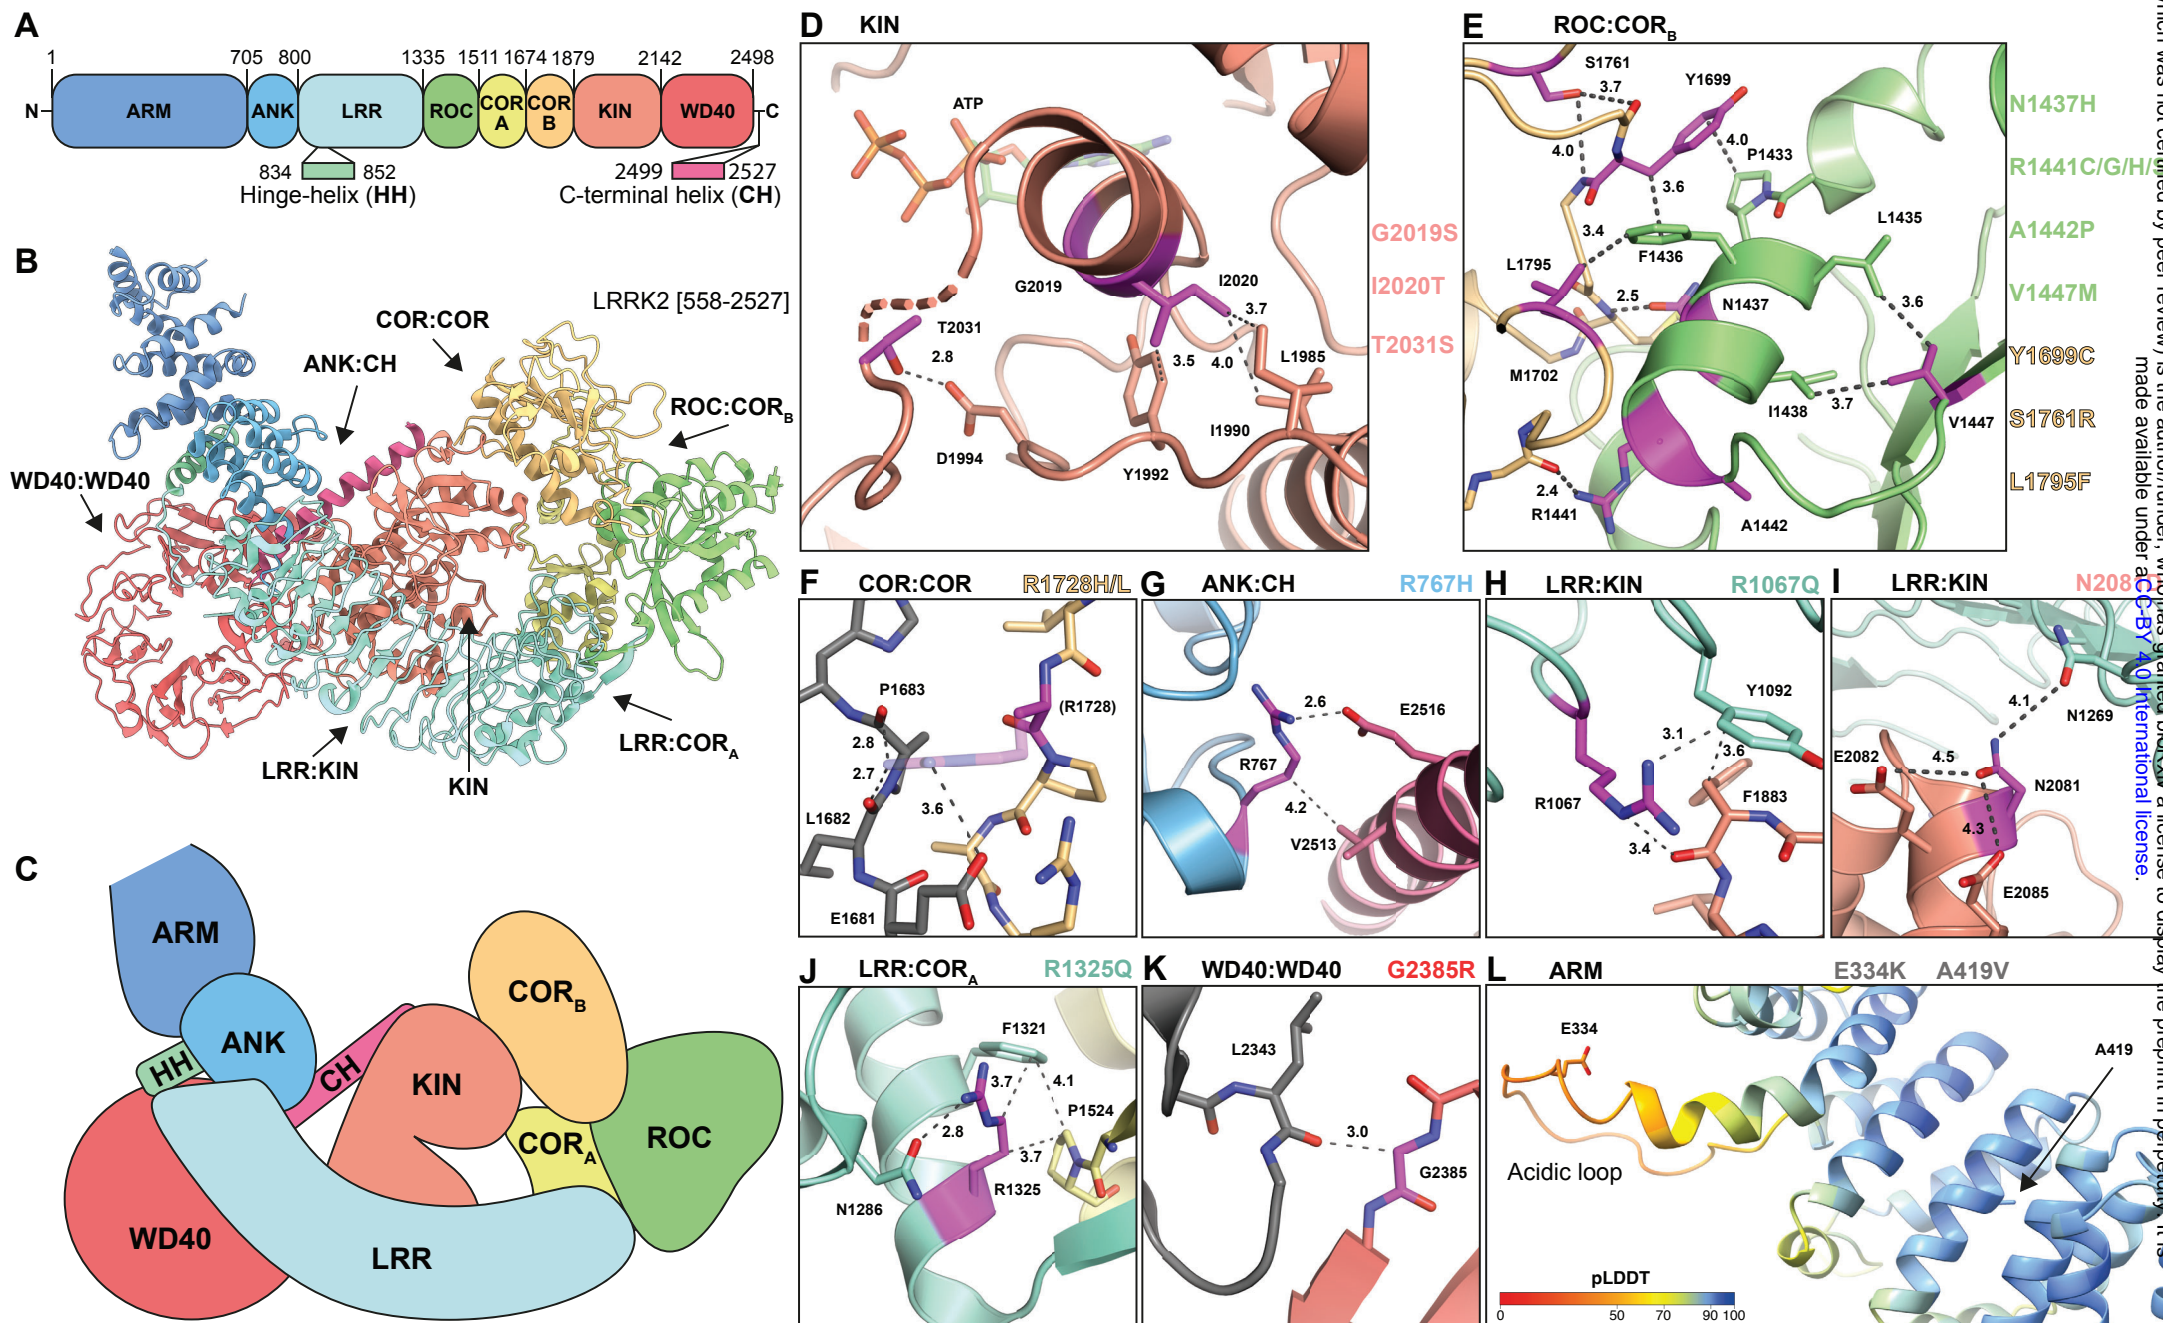 A
1
705
800
1335
1511
1674
1879
2142
2498
N
ARM
ANK
LRR
ROC
COR A
COR B
KIN
WD40
C
834
852
2499
2527
Hinge-helix (HH)
C-terminal helix (CH)
B
LRRK2 [558-2527]
COR:COR
ANK:CH
ROC:CORB
WD40:WD40
LRR:KIN
KIN
LRR:CORA
C
ARM
ANK
HH
CH
KIN
CORB
CORA
ROC
WD40
LRR
D KIN
ATP
G2019
I2020
T2031
2.8
3.7
3.5
4.0
L1985
I1990
D1994
Y1992
G2019S
I2020T
T2031S
E ROC:CORB
S1761
3.7
Y1699
4.0
4.0
P1433
3.6
3.4
L1435
F1436
L1795
2.5
N1437
3.6
M1702
I1438
3.7
V1447
2.4
R1441
A1442
N1437H
R1441C/G/H/S
A1442P
V1447M
Y1699C
S1761R
L1795F
F COR:COR R1728H/L
P1683
(R1728)
2.8
2.7
3.6
L1682
E1681
G ANK:CH R767H
2.6
E2516
R767
4.2
V2513
H LRR:KIN R1067Q
Y1092
3.1
3.6
R1067
F1883
3.4
I LRR:KIN
4.1
N1269
E2082
4.5
N2081
4.3
E2085
J LRR:CORA R1325Q
F1321
3.7
4.1
P1524
2.8
3.7
R1325
N1286
K WD40:WD40 G2385R
L2343
3.0
G2385
L ARM E334K A419V
E334
A419
Acidic loop
pLDDT
0
50
70
90
100
made available under a CC-BY 4.0 International license.